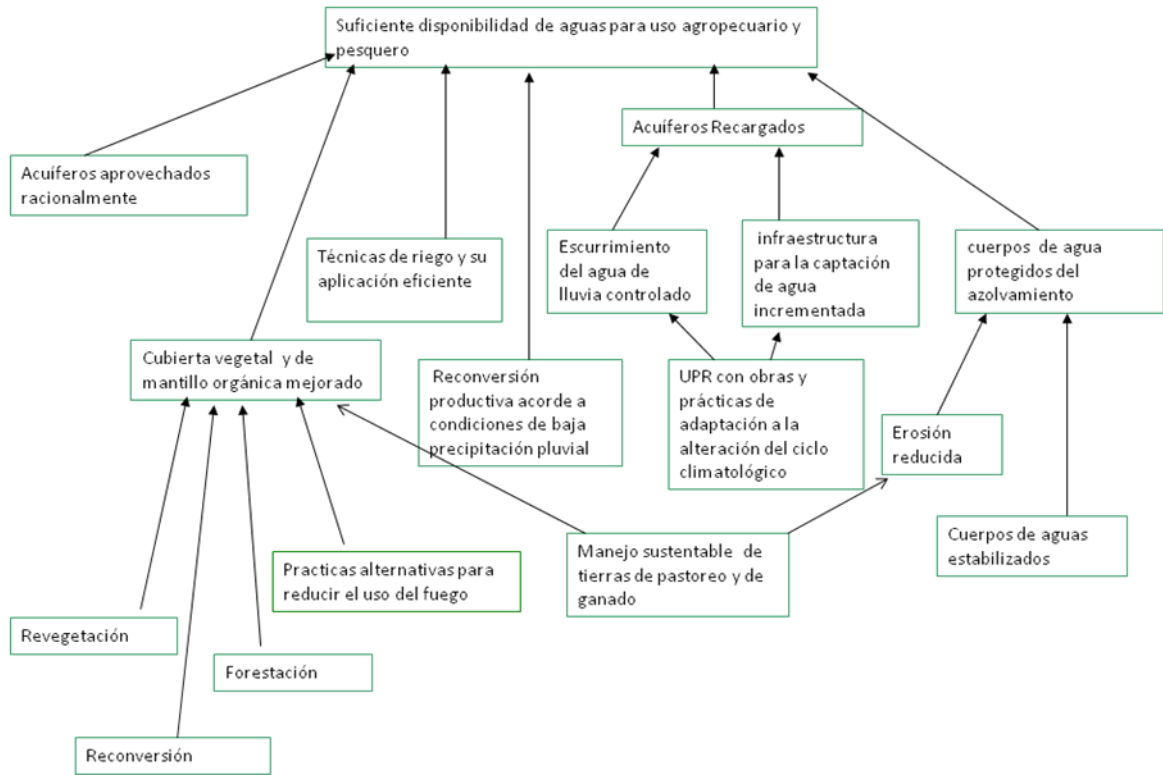 Suficiente disponibilidad de aguas para uso agropecuario y
pesquero
Acuíferos Recargados
Acuíferos aprovechados
racionalmente
Técnicas de riego y su
aplicación eficiente
Escurrimiento
del agua de
lluvia controlado
infraestructura
para la captación
de agua
incrementada
cuerpos de agua
protegidos del
azolvamiento
Cubierta vegetal y de
mantillo orgánica mejorado
Reconversión
productiva acorde a
condiciones de baja
precipitación pluvial
UPR con obras y
prácticas de
adaptación a la
alteración del ciclo
climatológico
Erosión
reducida
Practicas alternativas para
reducir el uso del fuego
Manejo sustentable de
tierras de pastoreo y de
ganado
Cuerpos de aguas
estabilizados
Revegetación
Forestación
Reconversión